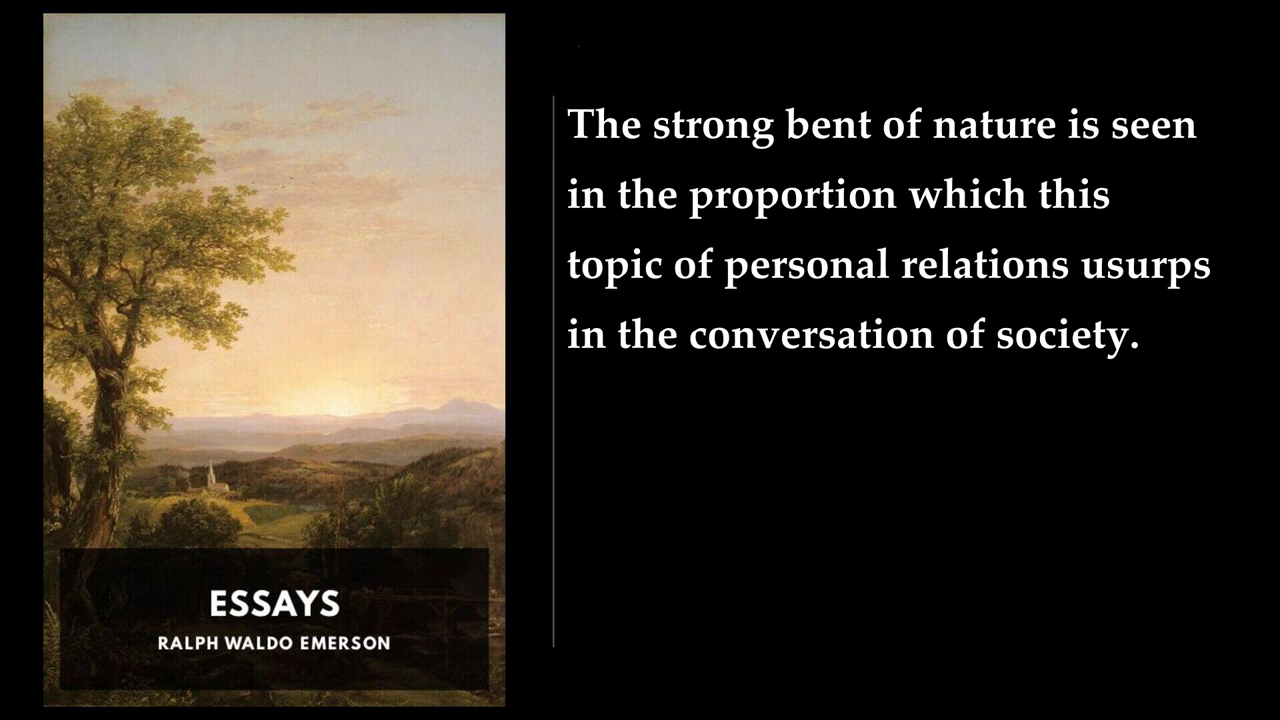 ESSAYS
RALPH WALDO EMERSON
The strong bent of nature is seen
in the proportion which this
topic of personal relations usurps
in the conversation of society.